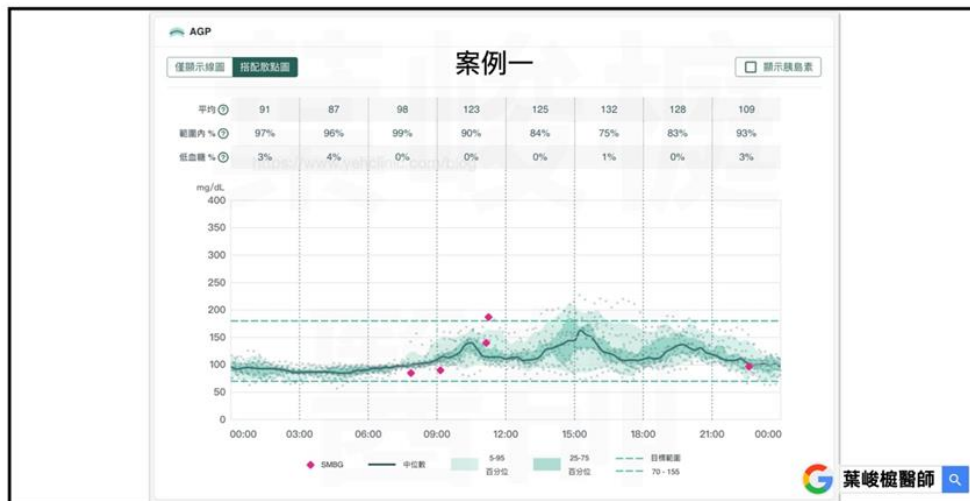 AGP
案例一
僅顯示線圖 搭配散點圖
顯示胰島素
平均 ? 91 87 98 123 125 132 128 109
範圍內 % ? 97% 96% 99% 90% 84% 75% 83% 93%
低血糖 % ? 3% 4% 0% 0% 0% 1% 0% 3%
https://www.yehclinic.com/blog
mg/dL
400
350
300
250
200
150
100
50
0
00:00 03:00 06:00 09:00 12:00 15:00 18:00 21:00 00:00
SMBG
中位數
5-95
百分位
25-75
百分位
目標範圍
70 - 155
葉峻榳醫師